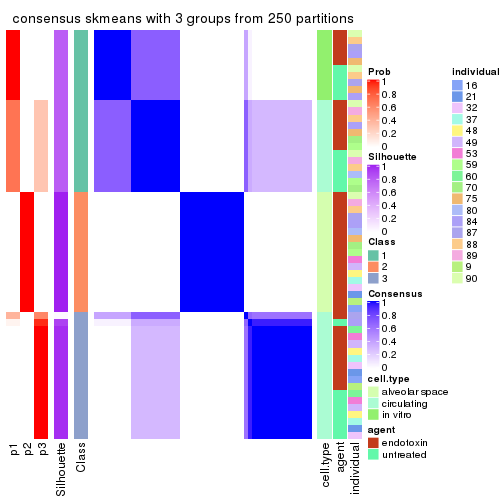 consensus skmeans with 3 groups from 250 partitions
Prob
1
0.8
0.6
0.4
0.2
0
Silhouette
1
0.8
0.6
0.4
0.2
0
Class
1
2
3
Consensus
1
0.8
0.6
0.4
0.2
0
cell.type
alveolar space
circulating
in vitro
agent
endotoxin
untreated
Individual
16
21
32
37
48
49
53
59
60
70
75
80
84
87
88
89
9
90
p1
p2
p3
Silhouette
Class
cell.type
agent
individual